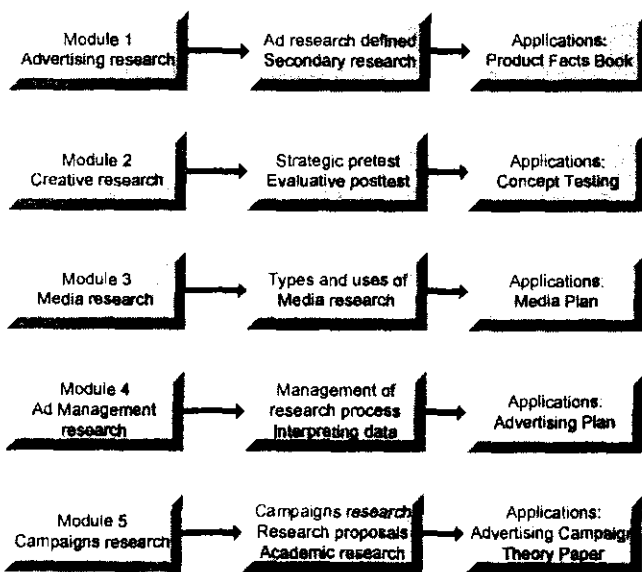 Module 1
Advertising research
Ad research defined
Secondary research
Applications:
Product Facts Book
Module 2
Creative research
Strategic pretest
Evaluative posttest
Applications:
Concept Testing
Module 3
Media research
Types and uses of
Media research
Applications:
Media Plan
Module 4
Ad Management
research
Management of
research process
Interpreting data
Applications:
Advertising Plan
Module 5
Campaigns research
Campaigns research
Research proposals
Academic research
Applications:
Advertising Campaign
Theory Paper